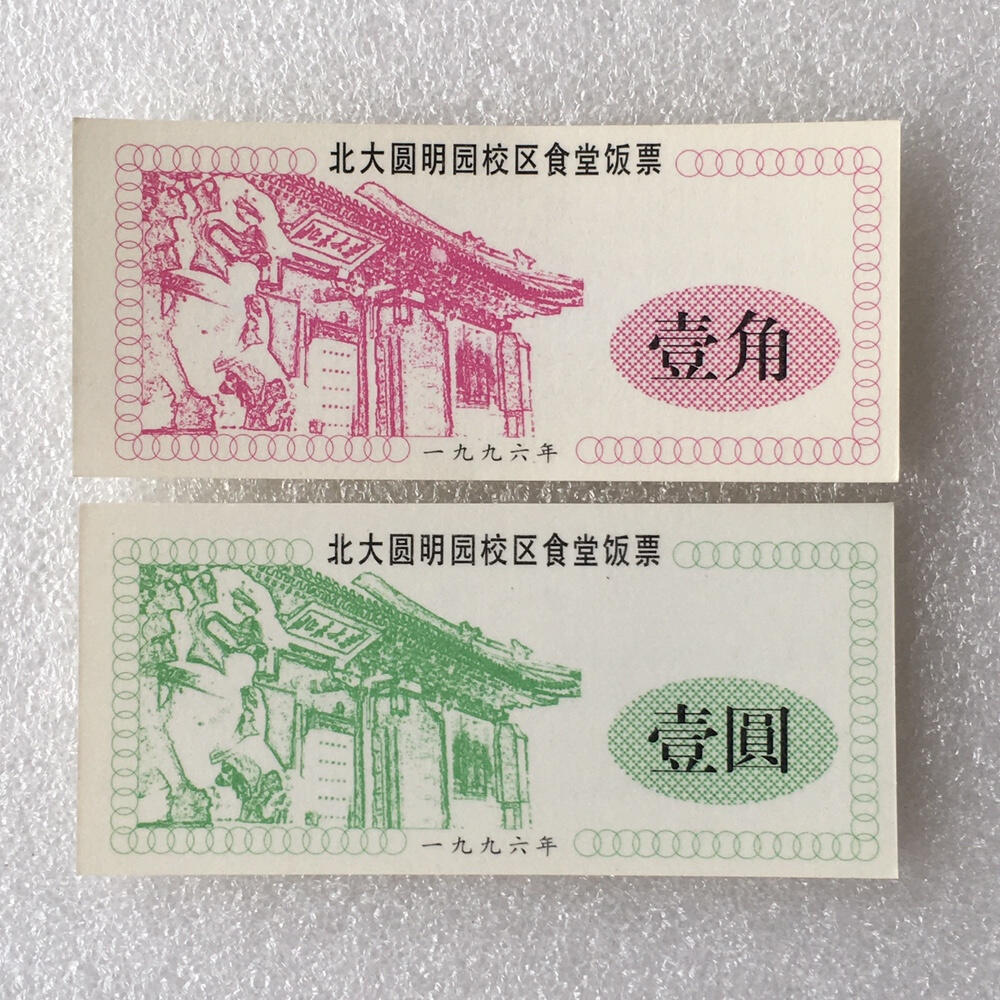 北大圆明园校区食堂饭票
壹角
一九九六年
北大圆明园校区食堂饭票
壹圓
一九九六年